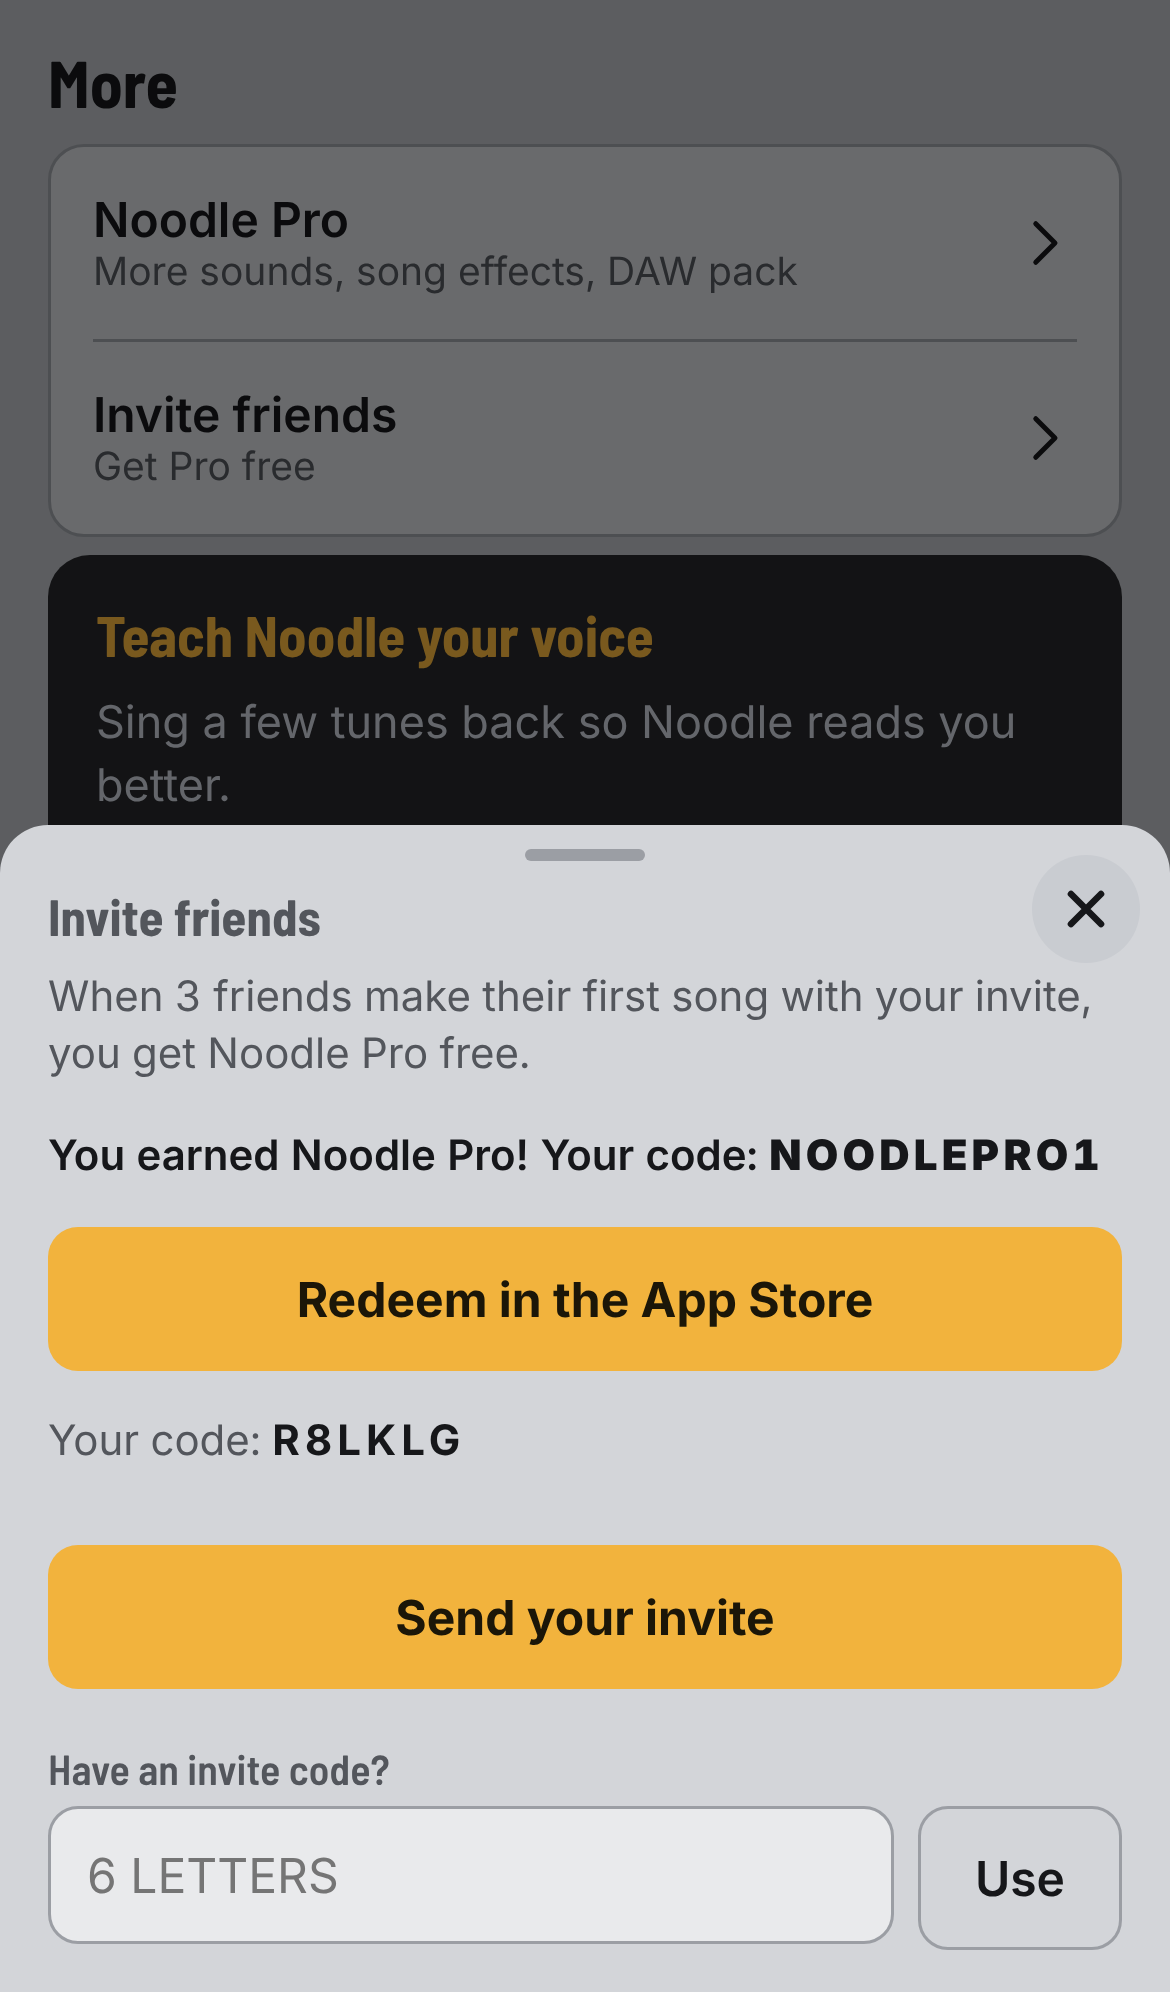 More
Noodle Pro
More sounds, song effects, DAW pack
Invite friends
Get Pro free
Teach Noodle your voice
Sing a few tunes back so Noodle reads you
better.
Invite friends
When 3 friends make their first song with your invite,
you get Noodle Pro free.
You earned Noodle Pro! Your code: NOODLEPRO1
Redeem in the App Store
Your code: R8LKLG
Send your invite
Have an invite code?
6 LETTERS
Use